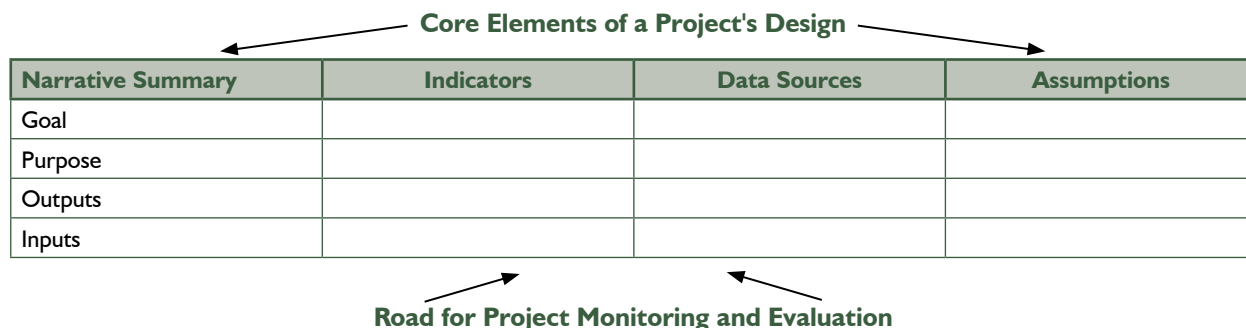 Core Elements of a Project's Design
Narrative Summary Indicators Data Sources Assumptions
Goal
Purpose
Outputs
Inputs
Road for Project Monitoring and Evaluation